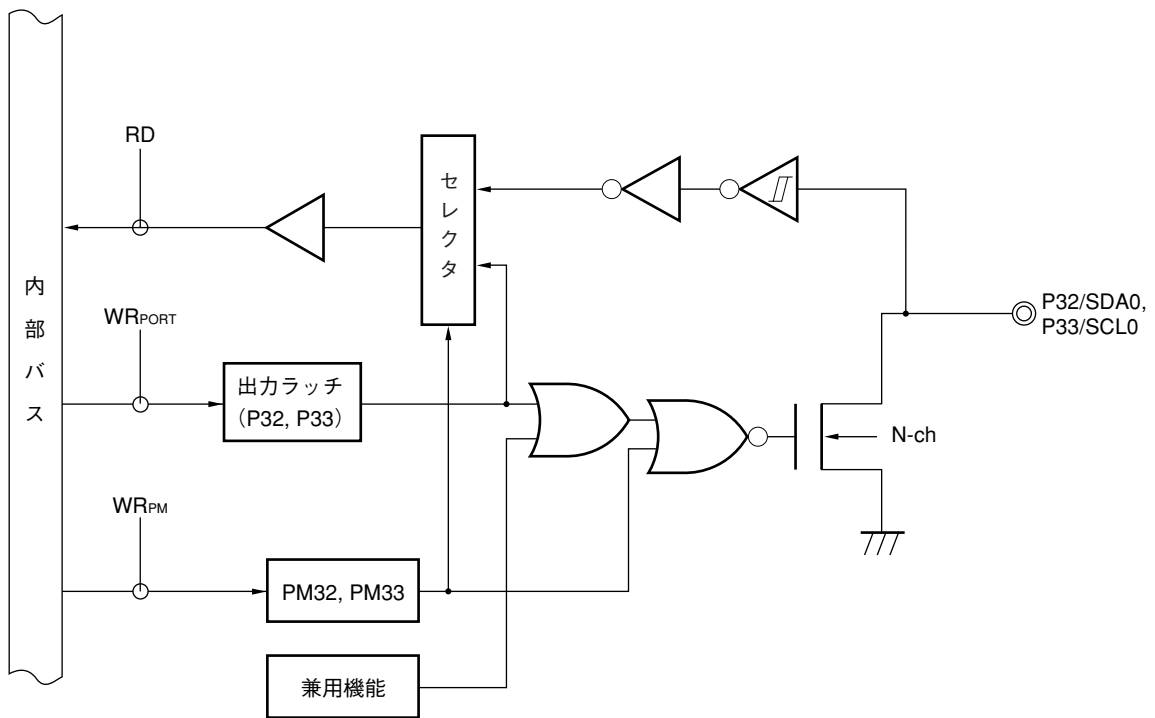 RD
セレクタ
内部バス
P32/SDA0,
P33/SCL0
WRPORT
出力ラッチ
（P32, P33）
N-ch
WRPM
PM32, PM33
兼用機能